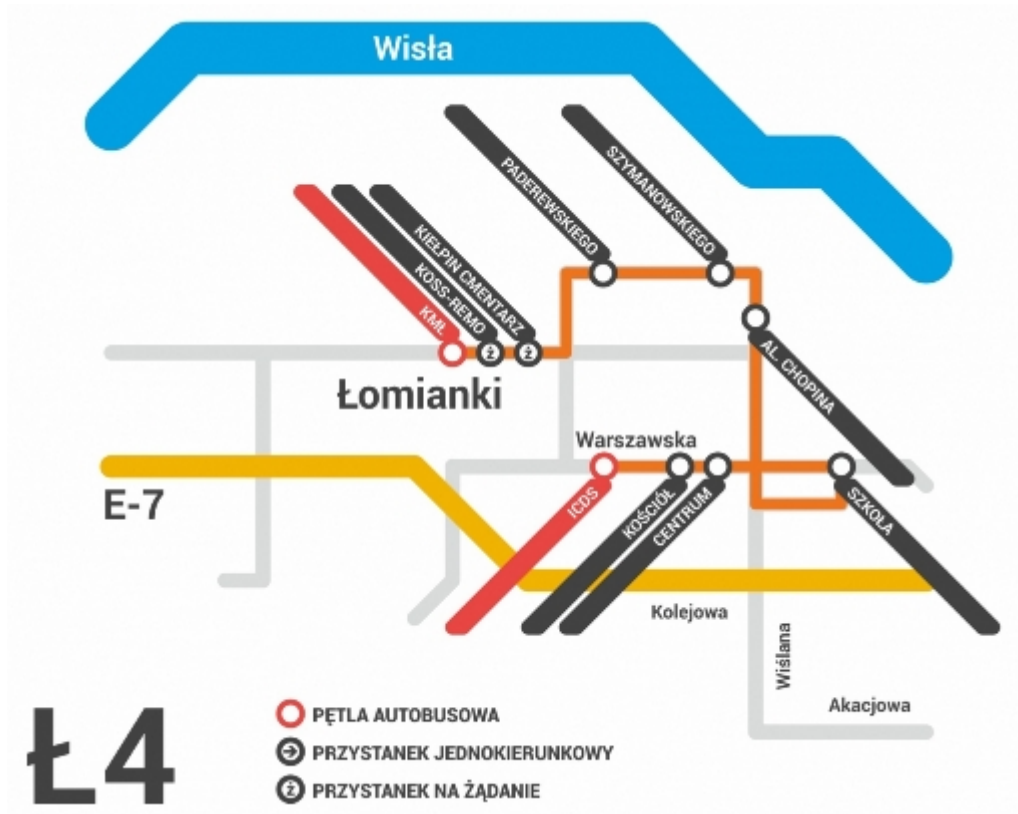 Wisła
PADEREWSKIEGO
SZYMANOWSKIEGO
KIEŁPIN CMENTARZ
KOSS-REMO
KMŁ
ż
ż
AL. CHOPINA
Łomianki
Warszawska
E-7
ICDS
KOŚCIÓŁ
CENTRUM
SZKOŁA
Kolejowa
Wiślana
Akacjowa
Ł4
PĘTLA AUTOBUSOWA
PRZYSTANEK JEDNOKIERUNKOWY
ż PRZYSTANEK NA ŻĄDANIE